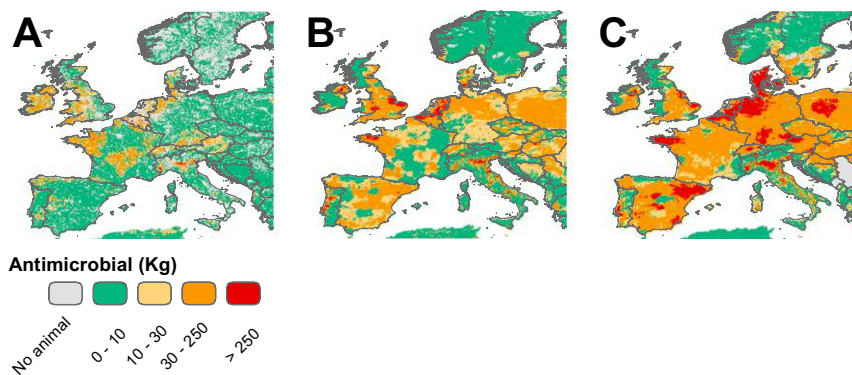 A
B
C
Antimicrobial (Kg)
No animal
0 - 10
10 - 30
30 - 250
> 250